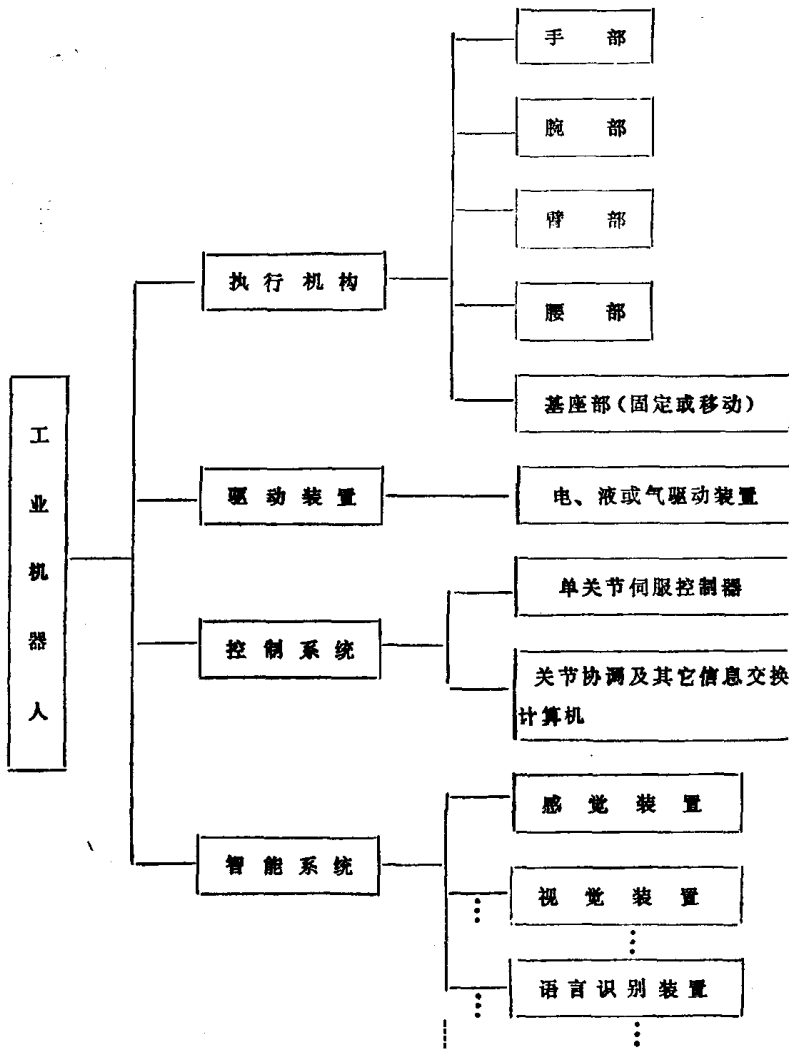 工业机器人
执行机构
手部
腕部
臂部
腰部
基座部(固定或移动)
驱动装置
电、液或气驱动装置
控制系统
单关节伺服控制器
关节协调及其它信息交换
计算机
智能系统
感觉装置
视觉装置
语言识别装置